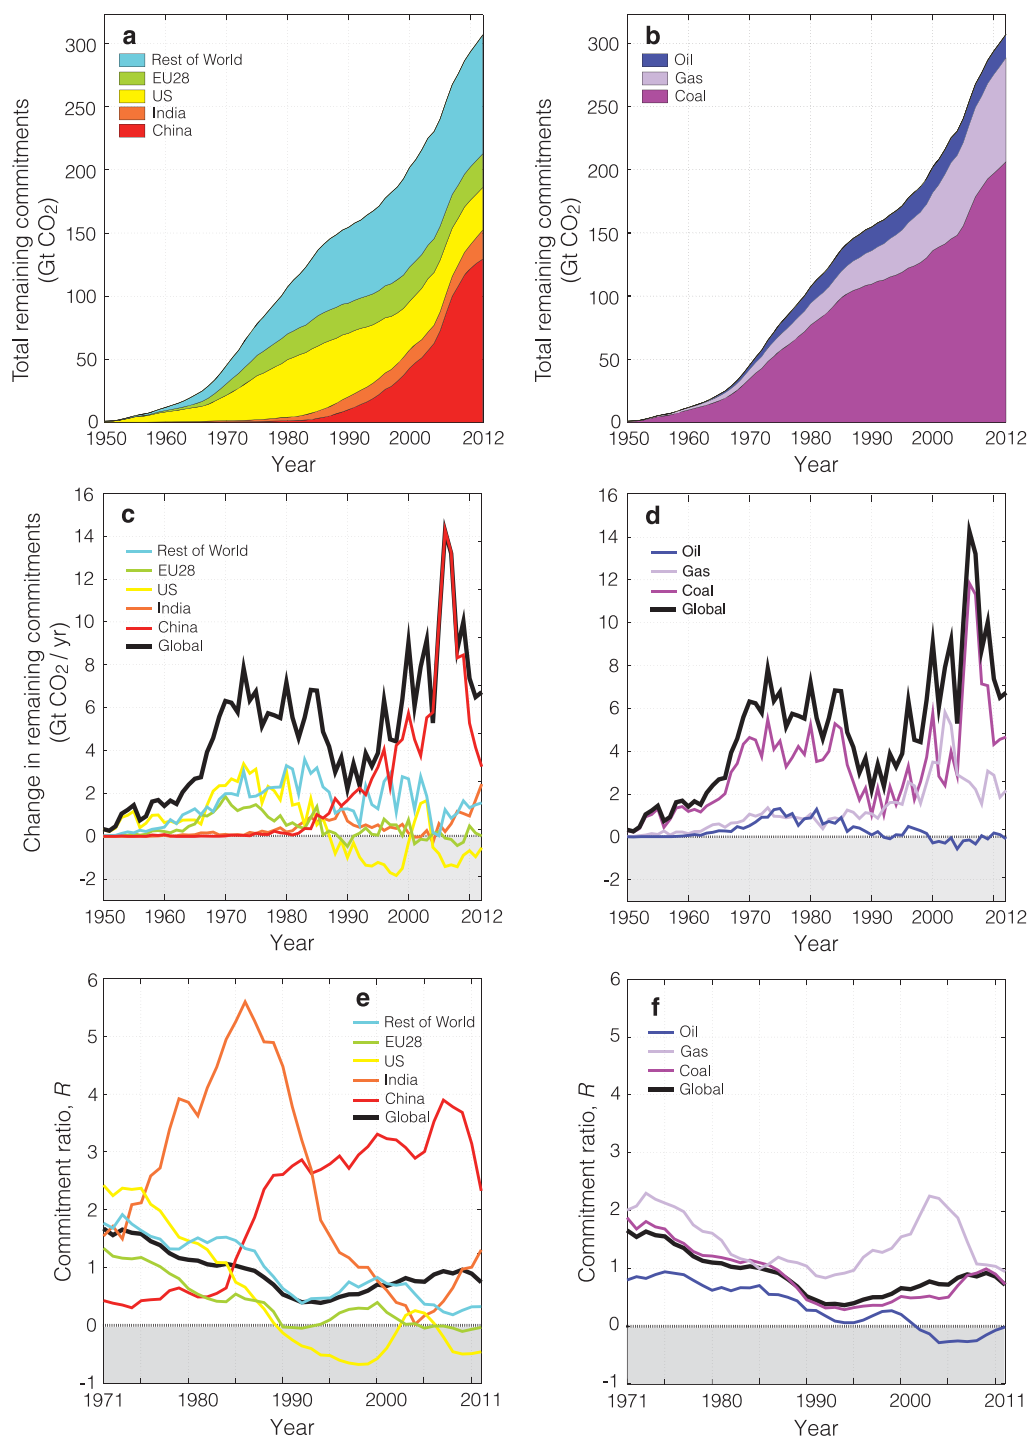 a
Rest of World
EU28
US
India
China
300
250
200
150
100
50
0
Total remaining commitments
(Gt CO2)
1950 1960 1970 1980 1990 2000 2012
Year
b
Oil
Gas
Coal
300
250
200
150
100
50
0
Total remaining commitments
(Gt CO2)
1950 1960 1970 1980 1990 2000 2012
Year
c
Rest of World
EU28
US
India
China
Global
16
14
12
10
8
6
4
2
0
-2
Change in remaining commitments
(Gt CO2 / yr)
1950 1960 1970 1980 1990 2000 2012
Year
d
Oil
Gas
Coal
Global
16
14
12
10
8
6
4
2
0
-2
1950 1960 1970 1980 1990 2000 2012
Year
e
Rest of World
EU28
US
India
China
Global
6
5
4
3
2
1
0
-1
Commitment ratio, R
1971 1980 1990 2000 2011
Year
f
Oil
Gas
Coal
Global
6
5
4
3
2
1
0
-1
Commitment ratio, R
1971 1980 1990 2000 2011
Year